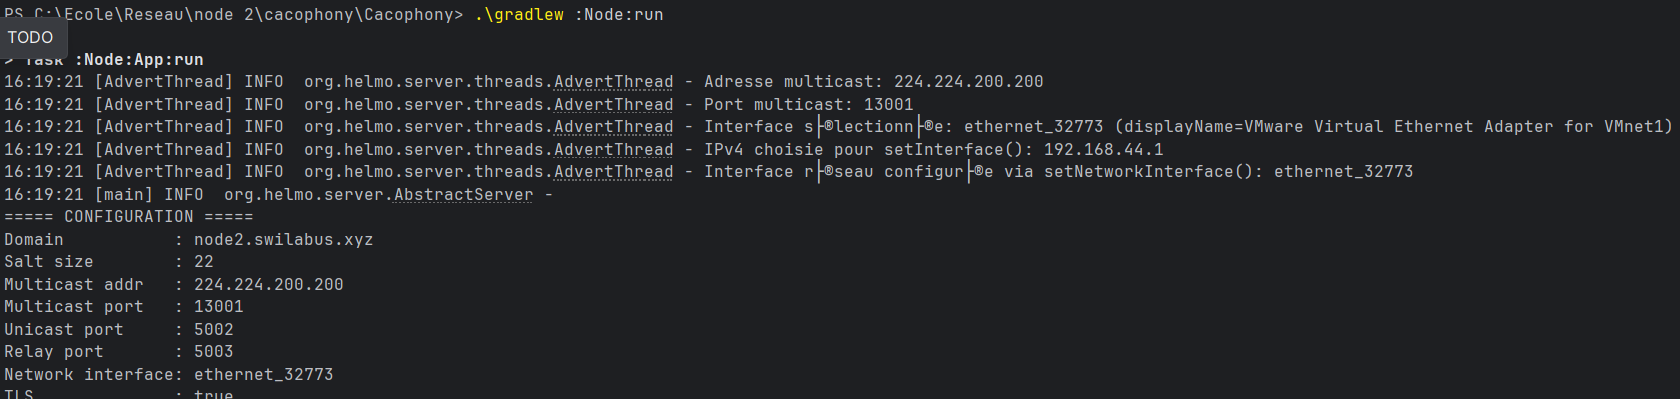 PS C:\Ecole\Reseau\node 2\cacophony\Cacophony> .\gradlew :Node:run
TODO
> Task :Node:App:run
16:19:21 [AdvertThread] INFO  org.helmo.server.threads.AdvertThread - Adresse multicast: 224.224.200.200
16:19:21 [AdvertThread] INFO  org.helmo.server.threads.AdvertThread - Port multicast: 13001
16:19:21 [AdvertThread] INFO  org.helmo.server.threads.AdvertThread - Interface s├®lectionn├®e: ethernet_32773 (displayName=VMware Virtual Ethernet Adapter for VMnet1)
16:19:21 [AdvertThread] INFO  org.helmo.server.threads.AdvertThread - IPv4 choisie pour setInterface(): 192.168.44.1
16:19:21 [AdvertThread] INFO  org.helmo.server.threads.AdvertThread - Interface r├®seau configur├®e via setNetworkInterface(): ethernet_32773
16:19:21 [main] INFO  org.helmo.server.AbstractServer -
===== CONFIGURATION =====
Domain           : node2.swilabus.xyz
Salt size        : 22
Multicast addr   : 224.224.200.200
Multicast port   : 13001
Unicast port     : 5002
Relay port       : 5003
Network interface: ethernet_32773
TLS              : true